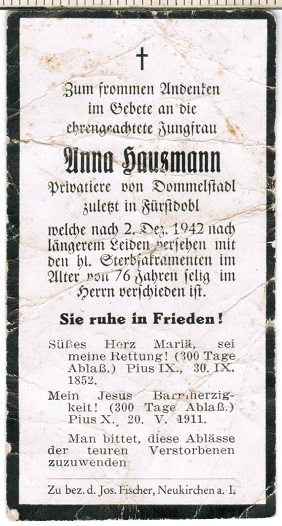 Zum frommen Andenken
im Gebete an die
ehrengeachtete Jungfrau
Anna Hausmann
Privatiere von Dommelstadl
zuletzt in Fürstdobl
welche nach 2. Dez. 1942 nach
längerem Leiden versehen mit
den hl. Sterbsakramenten im
Alter von 76 Jahren selig im
Herrn verschieden ist.
Sie ruhe in Frieden!
Süßes Herz Mariä, sei
meine Rettung! (300 Tage
Ablaß.) Pius IX., 30. IX.
1852.
Mein Jesus Barmherzig-
keit! (300 Tage Ablaß.)
Pius X. 20. V. 1911.
Man bittet, diese Ablässe
der teuren Verstorbenen
zuzuwenden
Zu bez. d. Jos. Fischer, Neukirchen a. I.